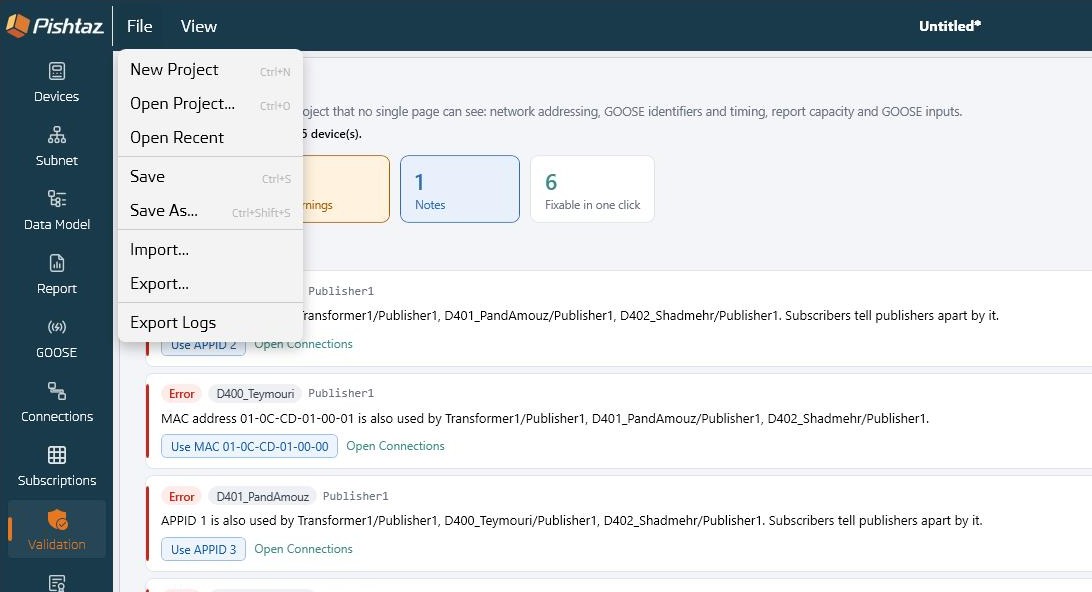 Pishtaz
File View
Untitled*
Devices
Subnet
Data Model
Report
GOOSE
Connections
Subscriptions
Validation
New Project Ctrl+N
Open Project... Ctrl+O
Open Recent
Save Ctrl+S
Save As... Ctrl+Shift+S
Import...
Export...
Export Logs
that no single page can see: network addressing, GOOSE identifiers and timing, report capacity and GOOSE inputs.
device(s).
1
Notes
6
Fixable in one click
Publisher1
Transformer1/Publisher1, D401_PandAmouz/Publisher1, D402_Shadmehr/Publisher1. Subscribers tell publishers apart by it.
Use APPID 2 Open Connections
Error D400_Teymouri Publisher1
MAC address 01-0C-CD-01-00-01 is also used by Transformer1/Publisher1, D401_PandAmouz/Publisher1, D402_Shadmehr/Publisher1.
Use MAC 01-0C-CD-01-00-00 Open Connections
Error D401_PandAmouz Publisher1
APPID 1 is also used by Transformer1/Publisher1, D400_Teymouri/Publisher1, D402_Shadmehr/Publisher1. Subscribers tell publishers apart by it.
Use APPID 3 Open Connections